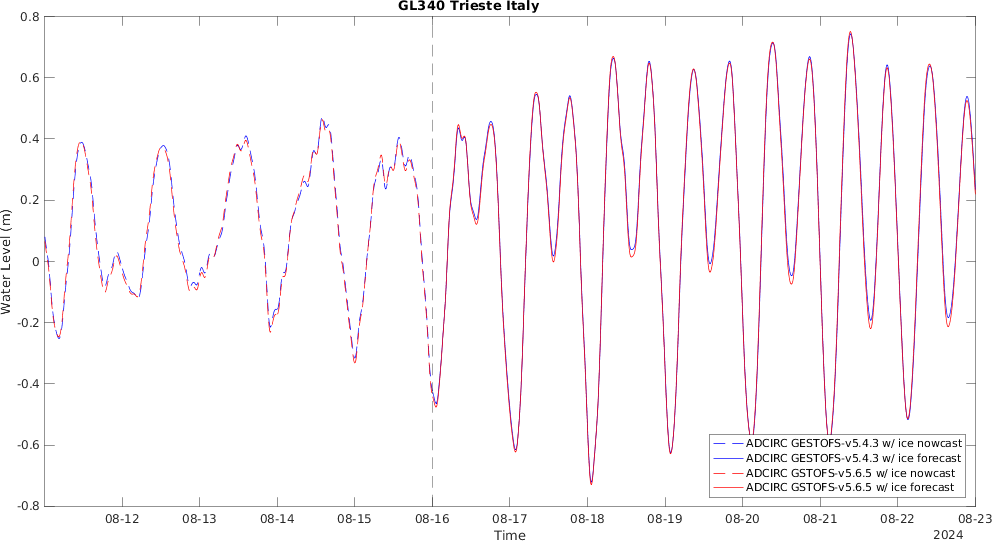 GL340 Trieste Italy
0.8
0.6
0.4
0.2
0
-0.2
-0.4
-0.6
-0.8
Water Level (m)
ADCIRC GESTOFS-v5.4.3 w/ ice nowcast
ADCIRC GESTOFS-v5.4.3 w/ ice forecast
ADCIRC GSTOFS-v5.6.5 w/ ice nowcast
ADCIRC GSTOFS-v5.6.5 w/ ice forecast
08-12 08-13 08-14 08-15 08-16 08-17 08-18 08-19 08-20 08-21 08-22 08-23
Time
2024